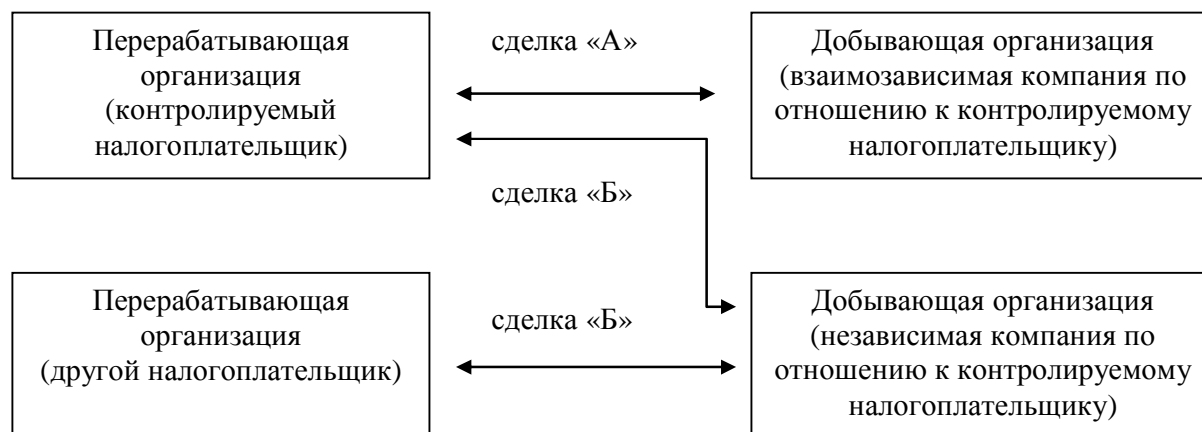 Перерабатывающая
организация
(контролируемый
налогоплательщик)
сделка «А»
Добывающая организация
(взаимозависимая компания по
отношению к контролируемому
налогоплательщику)
сделка «Б»
Перерабатывающая
организация
(другой налогоплательщик)
сделка «Б»
Добывающая организация
(независимая компания по
отношению к контролируемому
налогоплательщику)